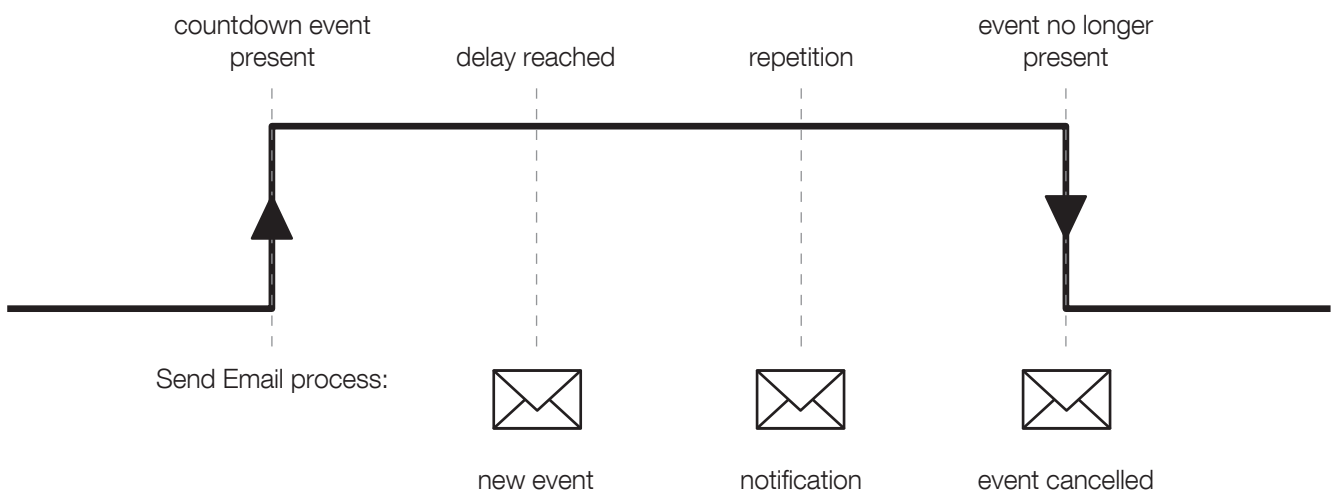 countdown event
present
delay reached
repetition
event no longer
present
Send Email process:
new event
notification
event cancelled